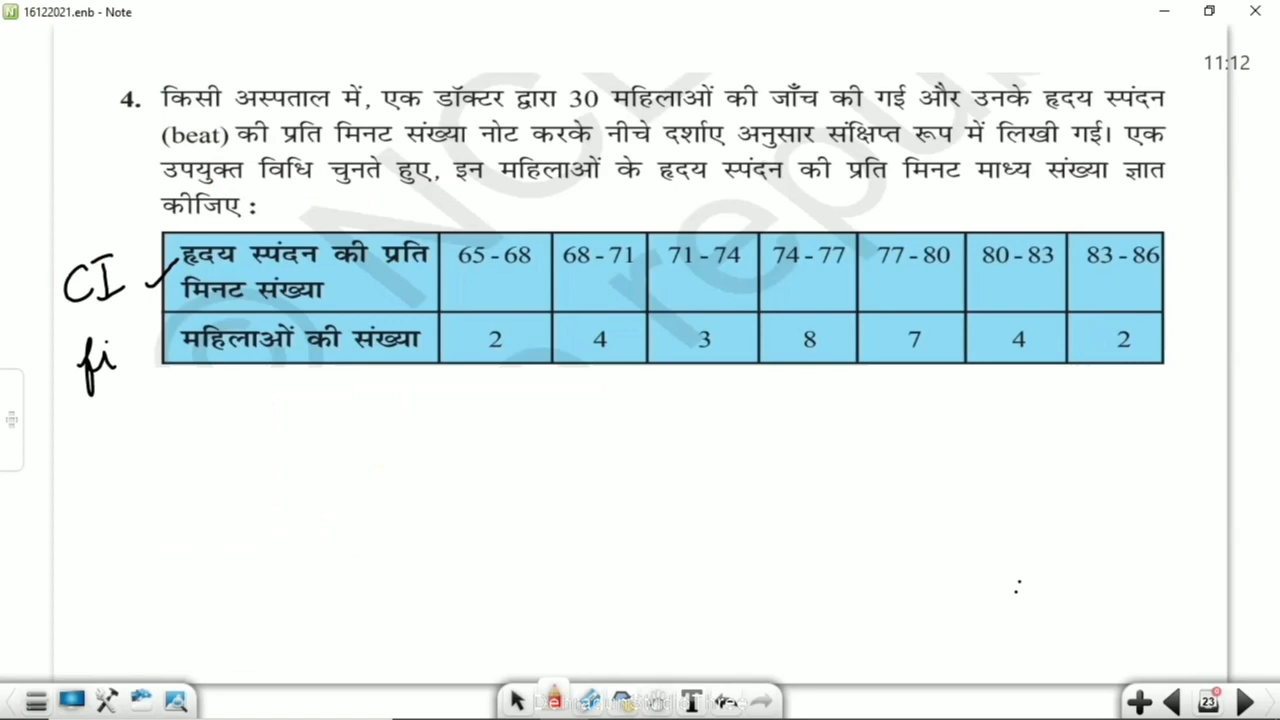 16122021.enb - Note
11:12
4. किसी अस्पताल में, एक डॉक्टर द्वारा 30 महिलाओं की जाँच की गई और उनके हृदय स्पंदन
(beat) की प्रति मिनट संख्या नोट करके नीचे दर्शाए अनुसार संक्षिप्त रूप में लिखी गई। एक
उपयुक्त विधि चुनते हुए, इन महिलाओं के हृदय स्पंदन की प्रति मिनट माध्य संख्या ज्ञात
कीजिए :
CI हृदय स्पंदन की प्रति 65 - 68 68 - 71 71 - 74 74 - 77 77 - 80 80 - 83 83 - 86
मिनट संख्या
fi महिलाओं की संख्या 2 4 3 8 7 4 2
:
23